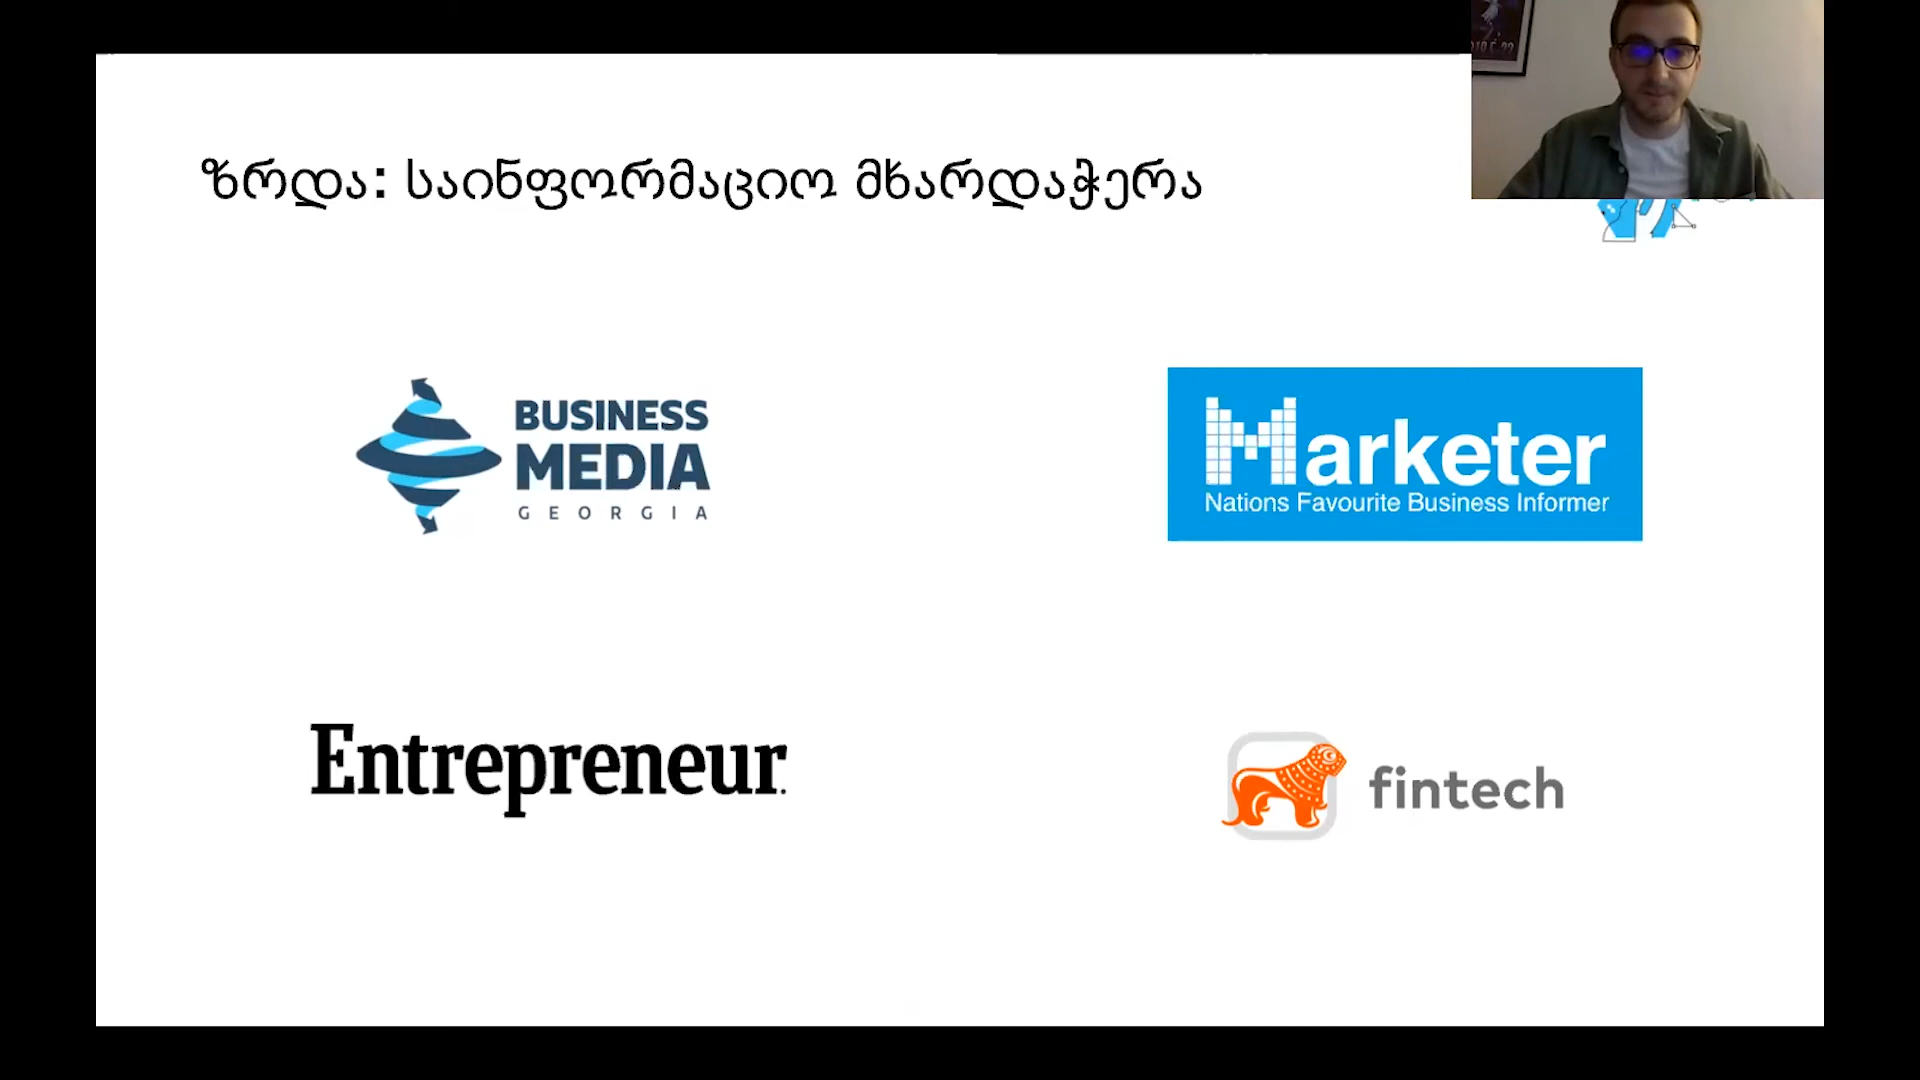 ზრდა: საინფორმაციო მხარდაჭერა
BUSINESS
MEDIA
GEORGIA
Marketer
Nations Favourite Business Informer
Entrepreneur.
fintech